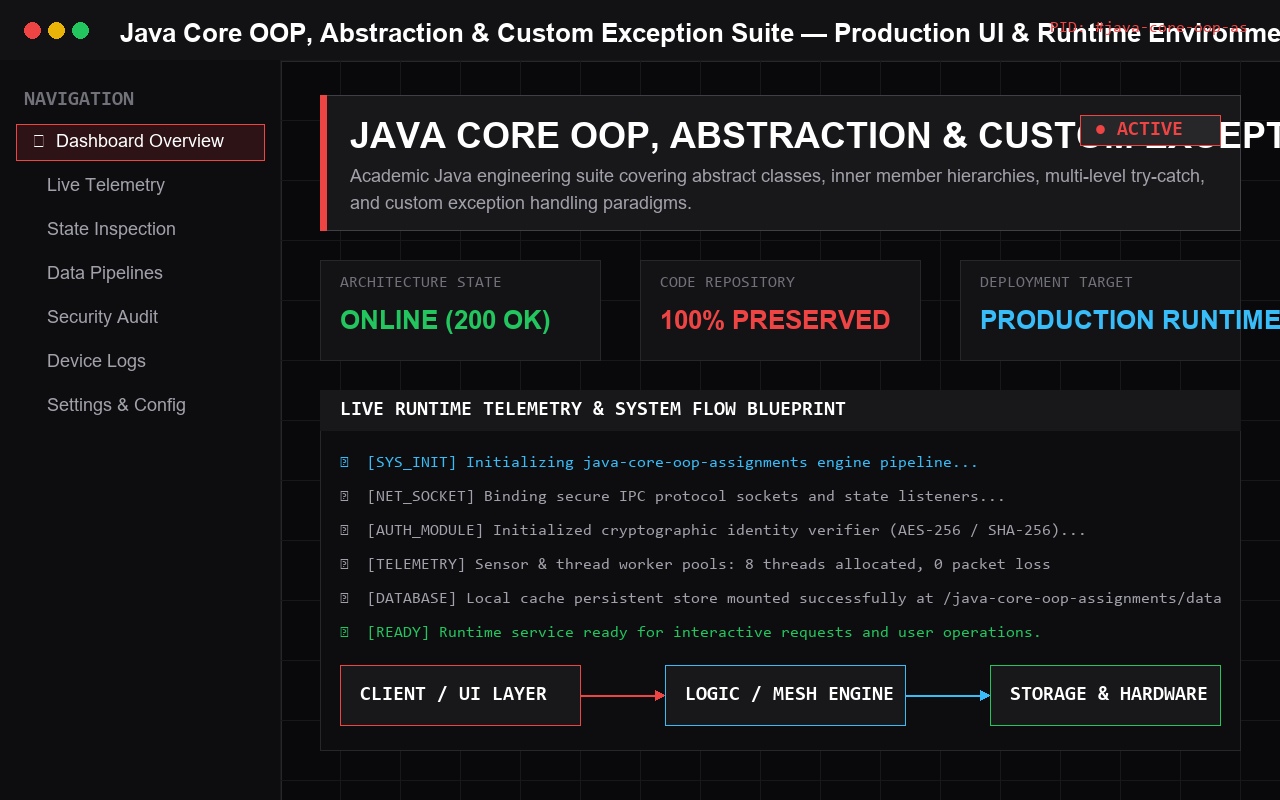 Java Core OOP, Abstraction & Custom Exception Suite — Production UI & Runtime Environme
PID: #java-core-oop-as
NAVIGATION
Dashboard Overview
Live Telemetry
State Inspection
Data Pipelines
Security Audit
Device Logs
Settings & Config
JAVA CORE OOP, ABSTRACTION & CUSTOM EXCEPT
● ACTIVE
Academic Java engineering suite covering abstract classes, inner member hierarchies, multi-level try-catch,
and custom exception handling paradigms.
ARCHITECTURE STATE
ONLINE (200 OK)
CODE REPOSITORY
100% PRESERVED
DEPLOYMENT TARGET
PRODUCTION RUNTIME
LIVE RUNTIME TELEMETRY & SYSTEM FLOW BLUEPRINT
[SYS_INIT] Initializing java-core-oop-assignments engine pipeline...
[NET_SOCKET] Binding secure IPC protocol sockets and state listeners...
[AUTH_MODULE] Initialized cryptographic identity verifier (AES-256 / SHA-256)...
[TELEMETRY] Sensor & thread worker pools: 8 threads allocated, 0 packet loss
[DATABASE] Local cache persistent store mounted successfully at /java-core-oop-assignments/data
[READY] Runtime service ready for interactive requests and user operations.
CLIENT / UI LAYER
LOGIC / MESH ENGINE
STORAGE & HARDWARE